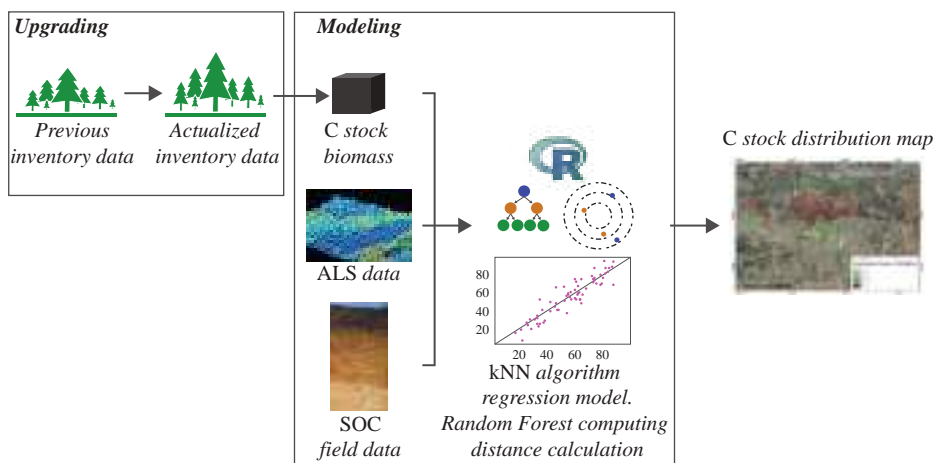 Upgrading
Previous
inventory data
Actualized
inventory data
Modeling
C stock
biomass
ALS data
SOC
field data
R
80
60
40
20
20 40 60 80
kNN algorithm
regression model.
Random Forest computing
distance calculation
C stock distribution map